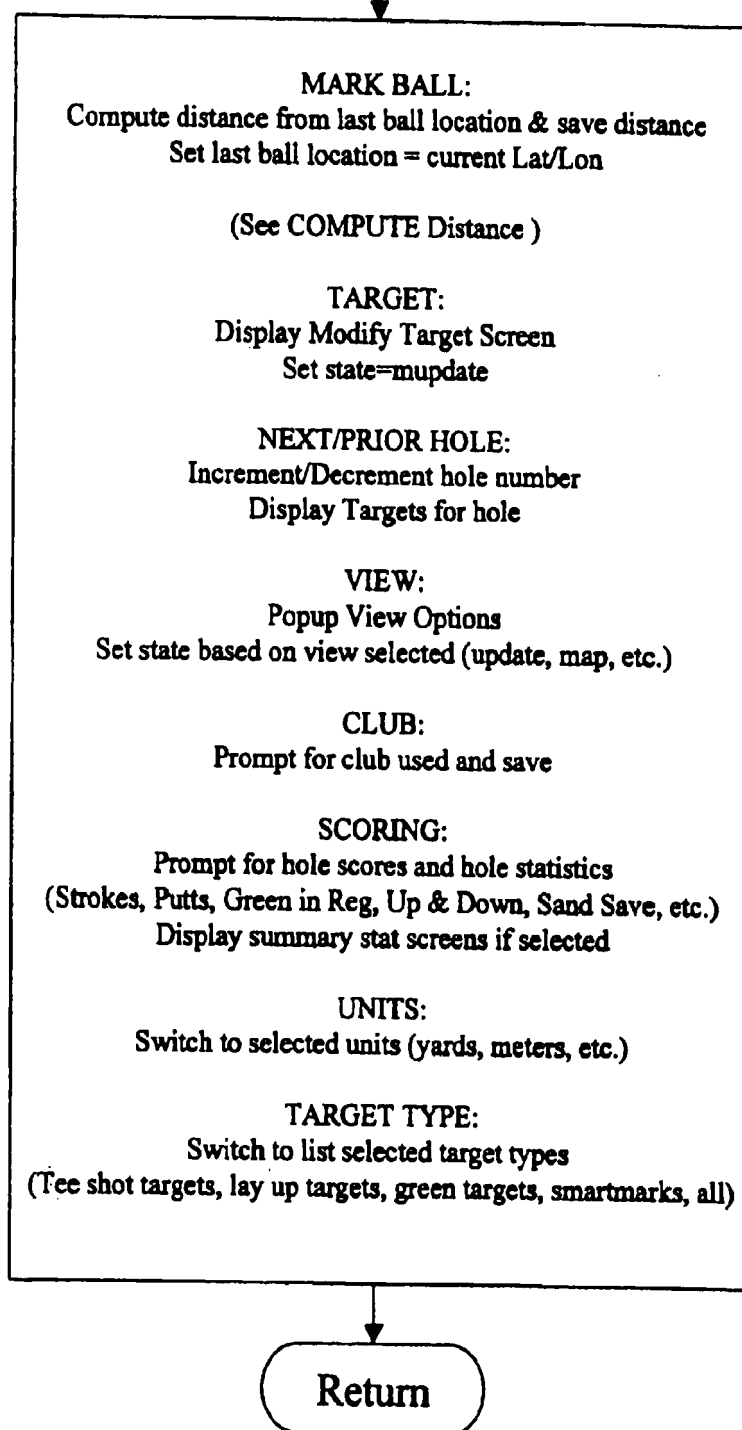 MARK BALL:
Compute distance from last ball location & save distance
Set last ball location = current Lat/Lon
(See COMPUTE Distance )
TARGET:
Display Modify Target Screen
Set state=mupdate
NEXT/PRIOR HOLE:
Increment/Decrement hole number
Display Targets for hole
VIEW:
Popup View Options
Set state based on view selected (update, map, etc.)
CLUB:
Prompt for club used and save
SCORING:
Prompt for hole scores and hole statistics
(Strokes, Putts, Green in Reg, Up & Down, Sand Save, etc.)
Display summary stat screens if selected
UNITS:
Switch to selected units (yards, meters, etc.)
TARGET TYPE:
Switch to list selected target types
(Tee shot targets, lay up targets, green targets, smartmarks, all)
Return